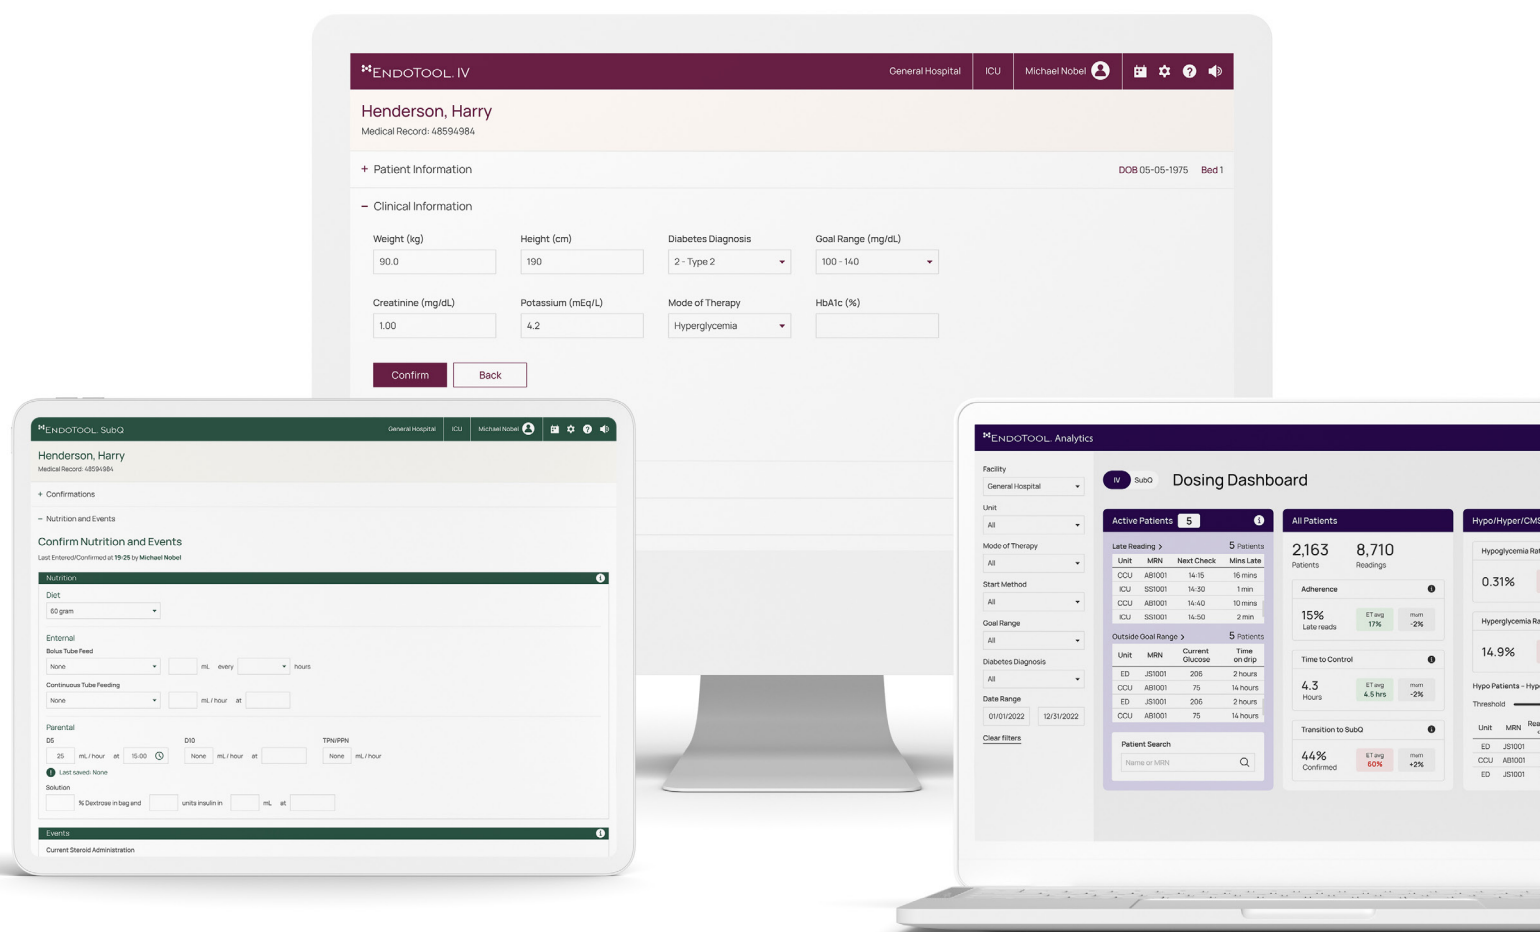 ENDOTOOL. IV
General Hospital ICU Michael Nobel
Henderson, Harry
Medical Record: 48594984
+ Patient Information
DOB 05-05-1975 Bed 1
− Clinical Information
Weight (kg) Height (cm) Diabetes Diagnosis Goal Range (mg/dL)
90.0 190 2 - Type 2 100 - 140
Creatinine (mg/dL) Potassium (mEq/L) Mode of Therapy HbA1c (%)
1.00 4.2 Hyperglycemia
Confirm Back
ENDOTOOL. SubQ
General Hospital ICU Michael Nobel
Henderson, Harry
Medical Record: 48594984
+ Confirmations
− Nutrition and Events
Confirm Nutrition and Events
Last Entered/Confirmed at 19-25 by Michael Nobel
Nutrition
Diet
60 gram
Enternal
Bolus Tube Feed
None mL every hours
Continuous Tube Feeding
None mL / hour at
Parental
D5 D10 TPN/PPN
25 mL / hour at 15:00 None mL / hour at None mL / hour
Last saved: None
Solution
% Dextrose in bag and units insulin in mL at
Events
Current Steroid Administration
ENDOTOOL. Analytics
Facility
General Hospital
Unit
All
Mode of Therapy
All
Start Method
All
Goal Range
All
Diabetes Diagnosis
All
Date Range
01/01/2022 12/31/2022
Clear filters
IV SubQ Dosing Dashboard
Active Patients 5
Late Reading > 5 Patients
Unit MRN Next Check Mins Late
CCU AB1001 14:15 16 mins
ICU SS1001 14:30 1 min
CCU AB1001 14:40 10 mins
ICU SS1001 14:50 2 min
Outside Goal Range > 5 Patients
Unit MRN Current Glucose Time on drip
ED JS1001 206 2 hours
CCU AB1001 75 14 hours
ED JS1001 206 2 hours
CCU AB1001 75 14 hours
Patient Search
Name or MRN
All Patients
2,163 8,710
Patients Readings
Adherence
15% ET avg mvm
Late reads 17% -2%
Time to Control
4.3 ET avg mvm
Hours 4.5 hrs -2%
Transition to SubQ
44% ET avg mvm
Confirmed 60% +2%
Hypo/Hyper/CMS
Hypoglycemia Rat
0.31%
Hyperglycemia Ra
14.9%
Hypo Patients – Hyp
Threshold
Unit MRN Rea
ED JS1001
CCU AB1001
ED JS1001